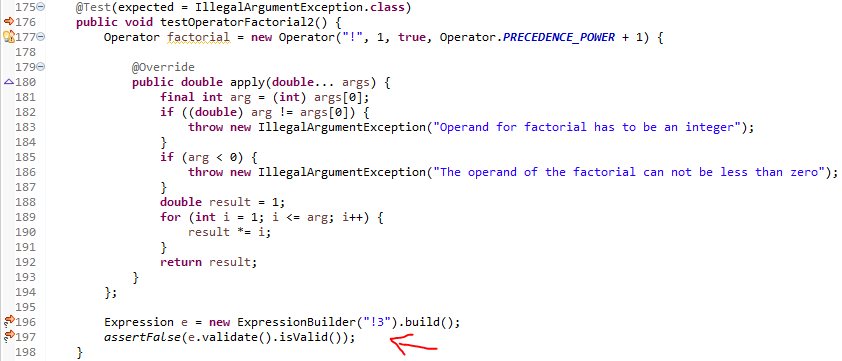 175 @Test(expected = IllegalArgumentException.class)
176 public void testOperatorFactorial2() {
177 Operator factorial = new Operator("!", 1, true, Operator.PRECEDENCE_POWER + 1) {
178
179 @Override
180 public double apply(double... args) {
181 final int arg = (int) args[0];
182 if ((double) arg != args[0]) {
183 throw new IllegalArgumentException("Operand for factorial has to be an integer");
184 }
185 if (arg < 0) {
186 throw new IllegalArgumentException("The operand of the factorial can not be less than zero");
187 }
188 double result = 1;
189 for (int i = 1; i <= arg; i++) {
190 result *= i;
191 }
192 return result;
193 }
194 };
195
196 Expression e = new ExpressionBuilder("!3").build();
197 assertFalse(e.validate().isValid());
198 }